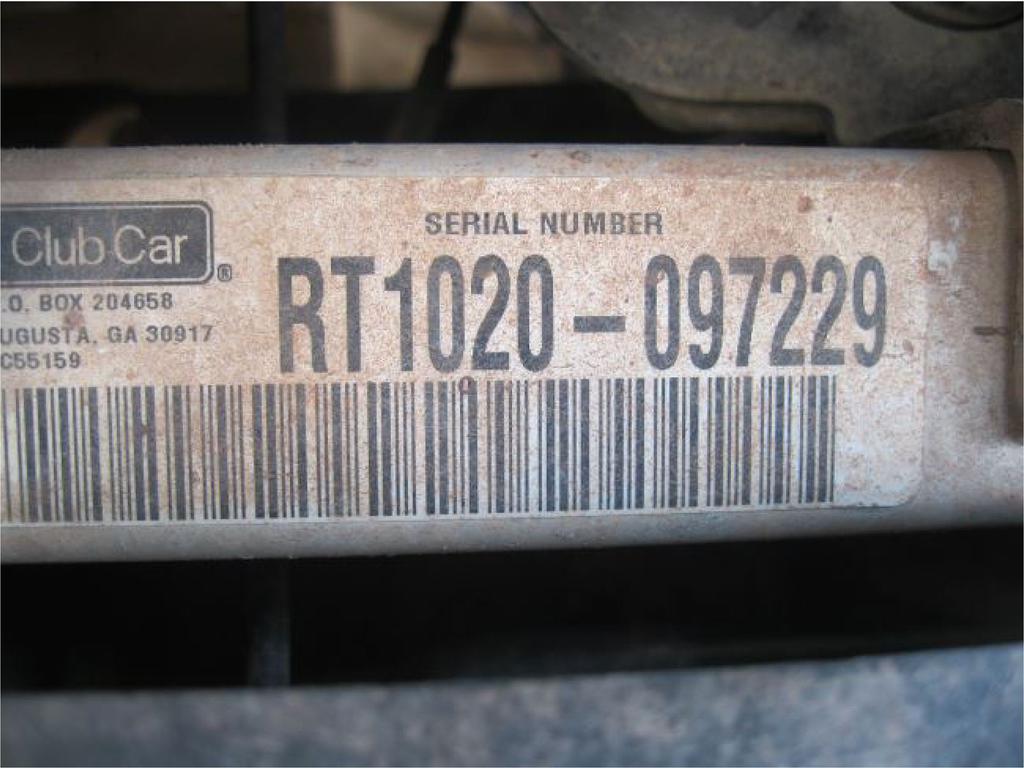 Club Car®
.O. BOX 204658
UGUSTA, GA 30917
C55159
SERIAL NUMBER
RT1020-097229